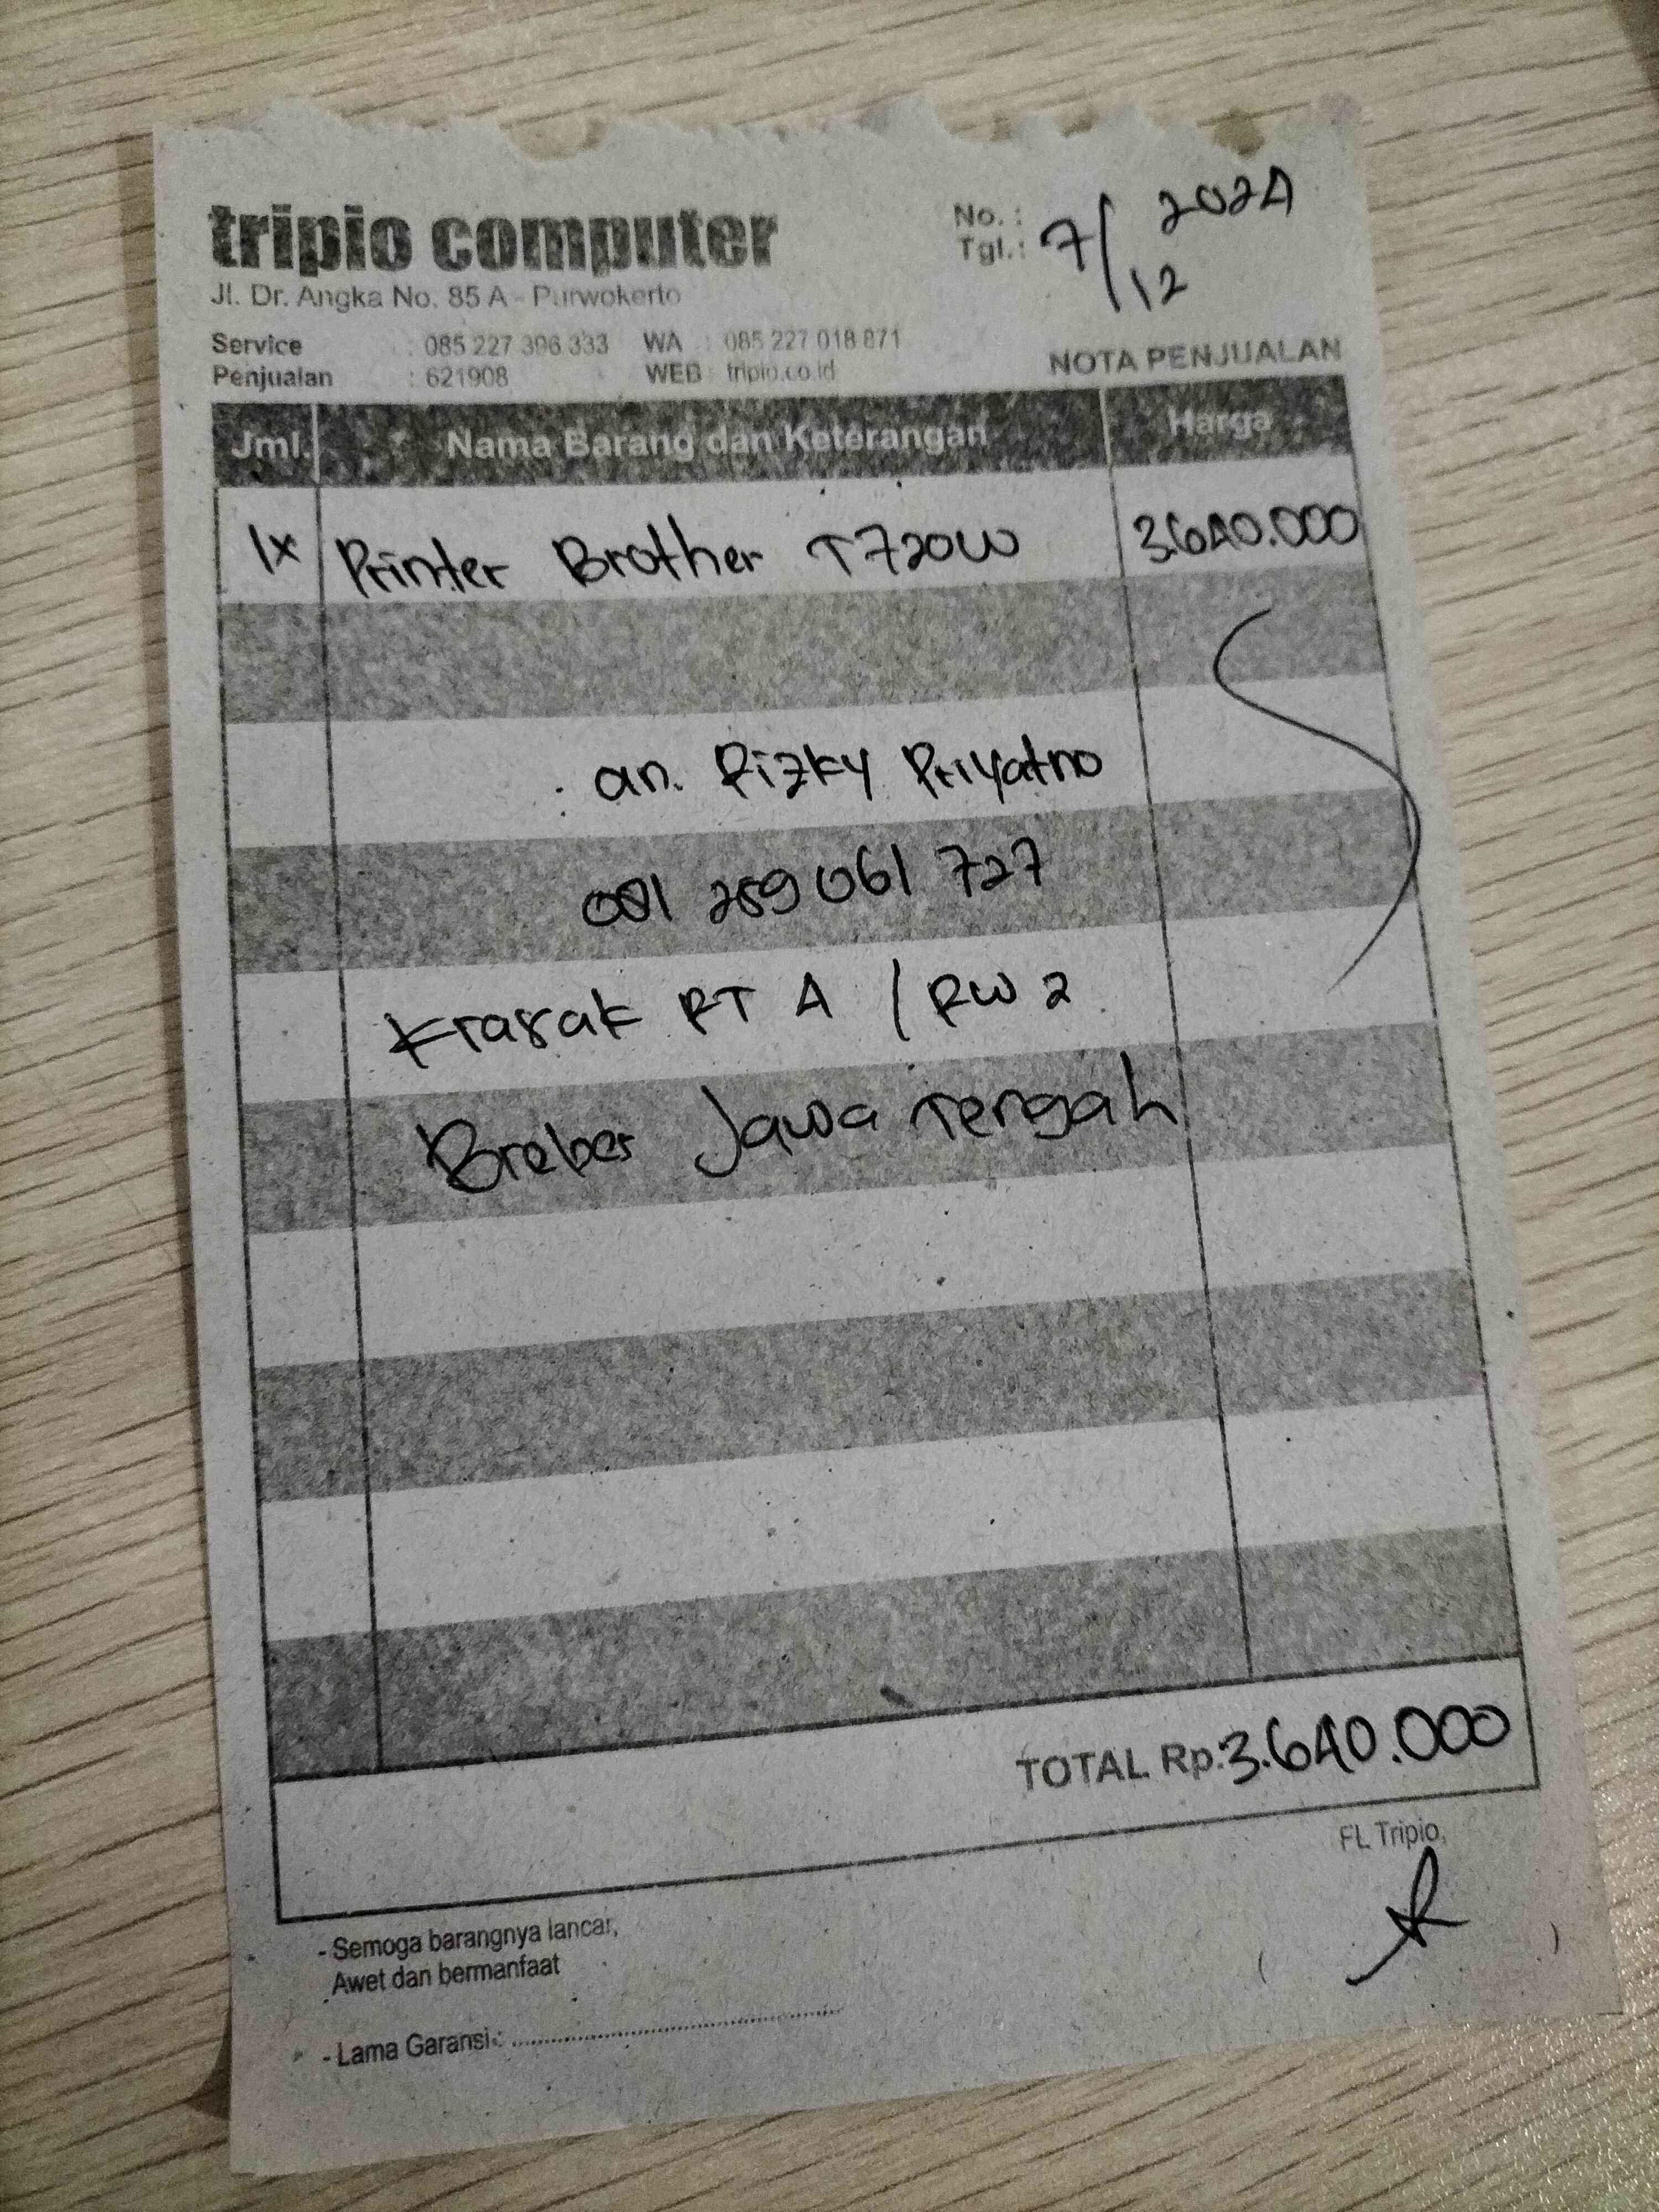 tripio computer
Jl. Dr. Angka No. 85 A - Purwokerto
No. :
Tgl. : 7/12 2024
Service : 085 227 396 333 WA : 085 227 018 871
Penjualan : 621908 WEB : tripio.co.id
NOTA PENJUALAN
Jml. Nama Barang dan Keterangan Harga
1x Printer Brother T720W 3.640.000
an. Rizky Priyatno
081 289 061 727
Krasak RT 4 / RW 2
Brebes Jawa Tengah
TOTAL Rp. 3.640.000
FL Tripio,
- Semoga barangnya lancar,
Awet dan bermanfaat
- Lama Garansi :